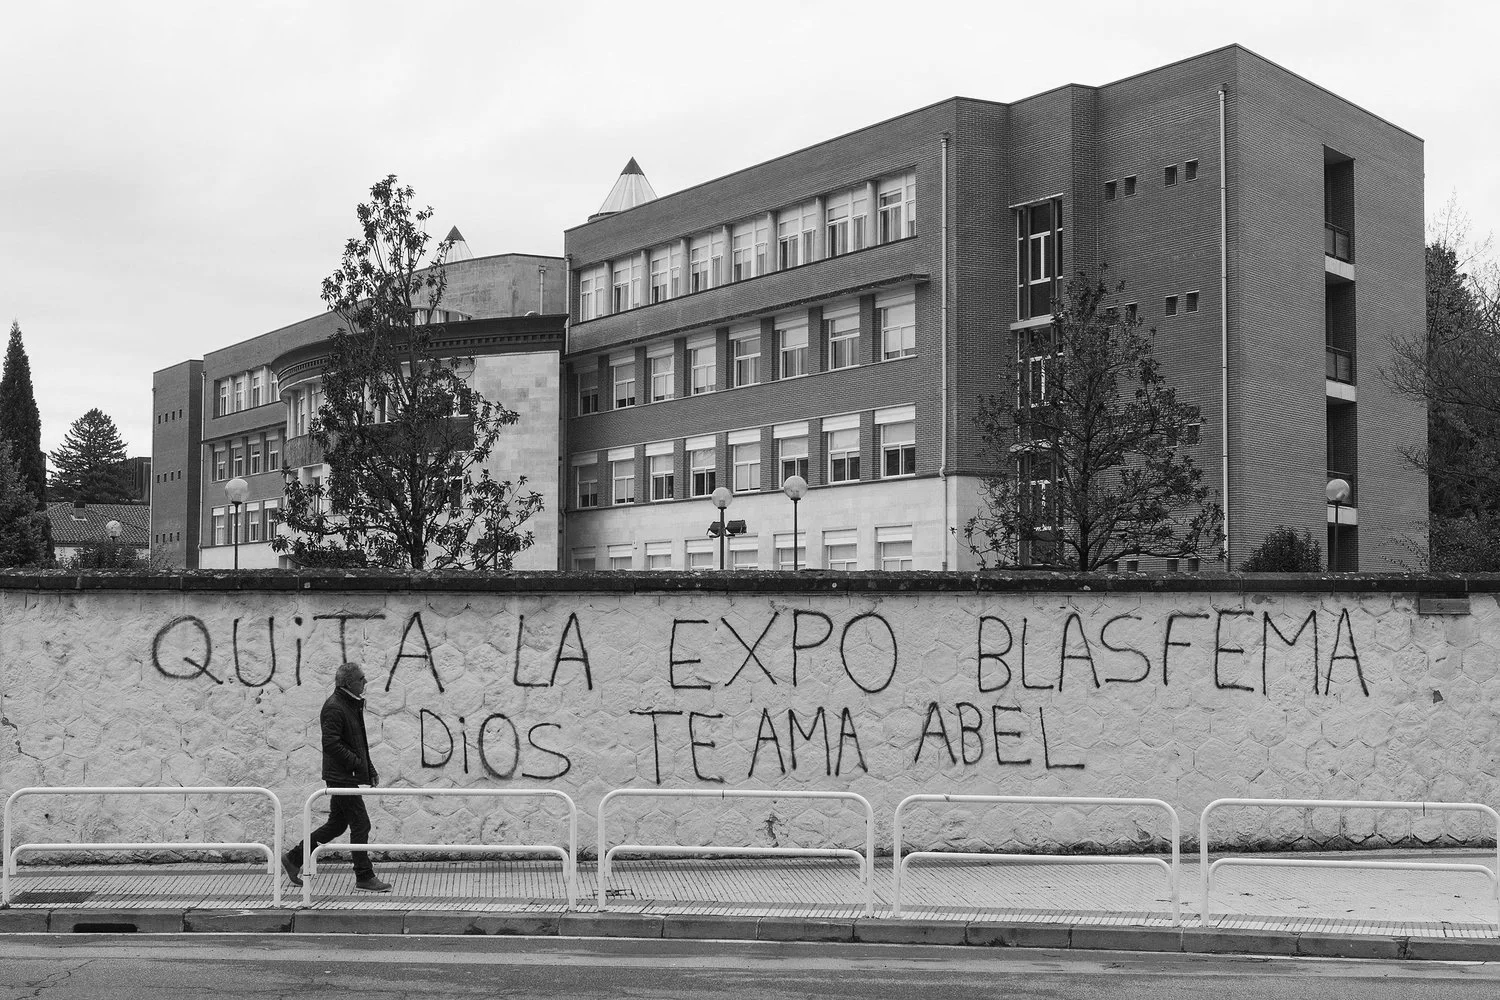 QUiTA LA EXPO BLASFEMA
DiOS TE AMA ABEL